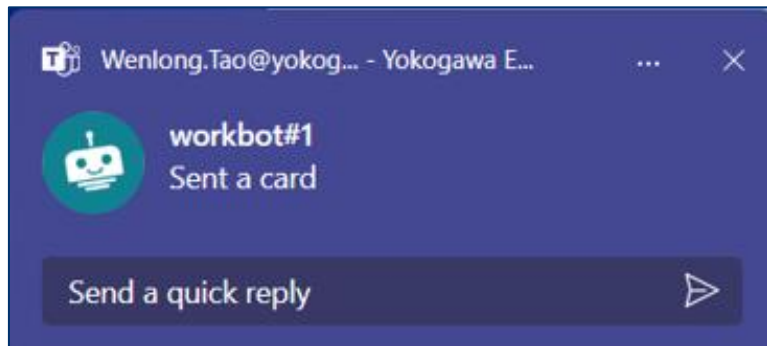 Wenlong.Tao@yokog... - Yokogawa E...
workbot#1
Sent a card
Send a quick reply